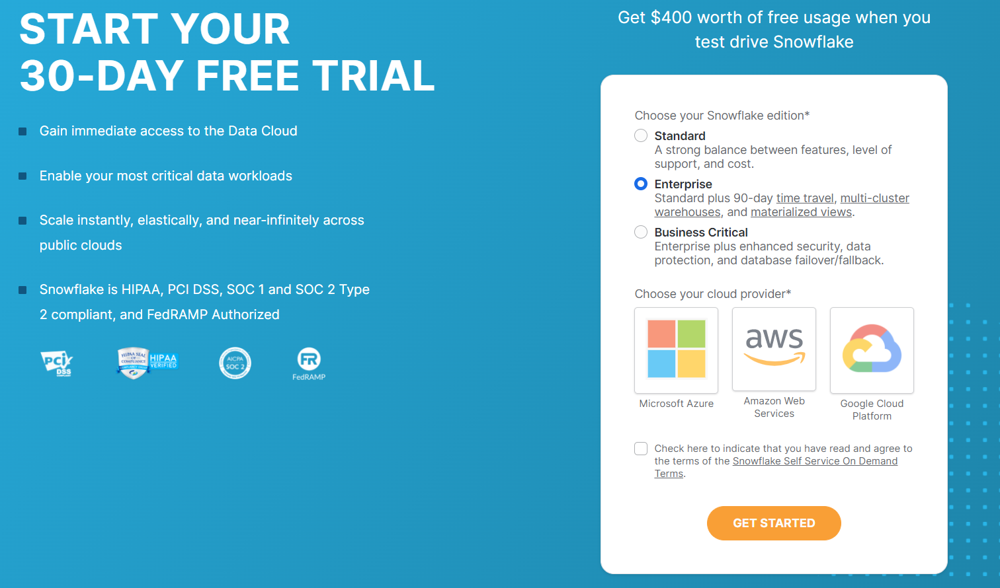 START YOUR
30-DAY FREE TRIAL
Gain immediate access to the Data Cloud
Enable your most critical data workloads
Scale instantly, elastically, and near-infinitely across
public clouds
Snowflake is HIPAA, PCI DSS, SOC 1 and SOC 2 Type
2 compliant, and FedRAMP Authorized
PCI
DSS
COMPLIANT
HIPAA SEAL
OF
COMPLIANCE
HIPAA
VERIFIED
AICPA
SOC 2
FR
FedRAMP
Get $400 worth of free usage when you
test drive Snowflake
Choose your Snowflake edition*
Standard
A strong balance between features, level of
support, and cost.
Enterprise
Standard plus 90-day time travel, multi-cluster
warehouses, and materialized views.
Business Critical
Enterprise plus enhanced security, data
protection, and database failover/fallback.
Choose your cloud provider*
aws
Microsoft Azure
Amazon Web
Services
Google Cloud
Platform
Check here to indicate that you have read and agree to
the terms of the Snowflake Self Service On Demand
Terms.
GET STARTED